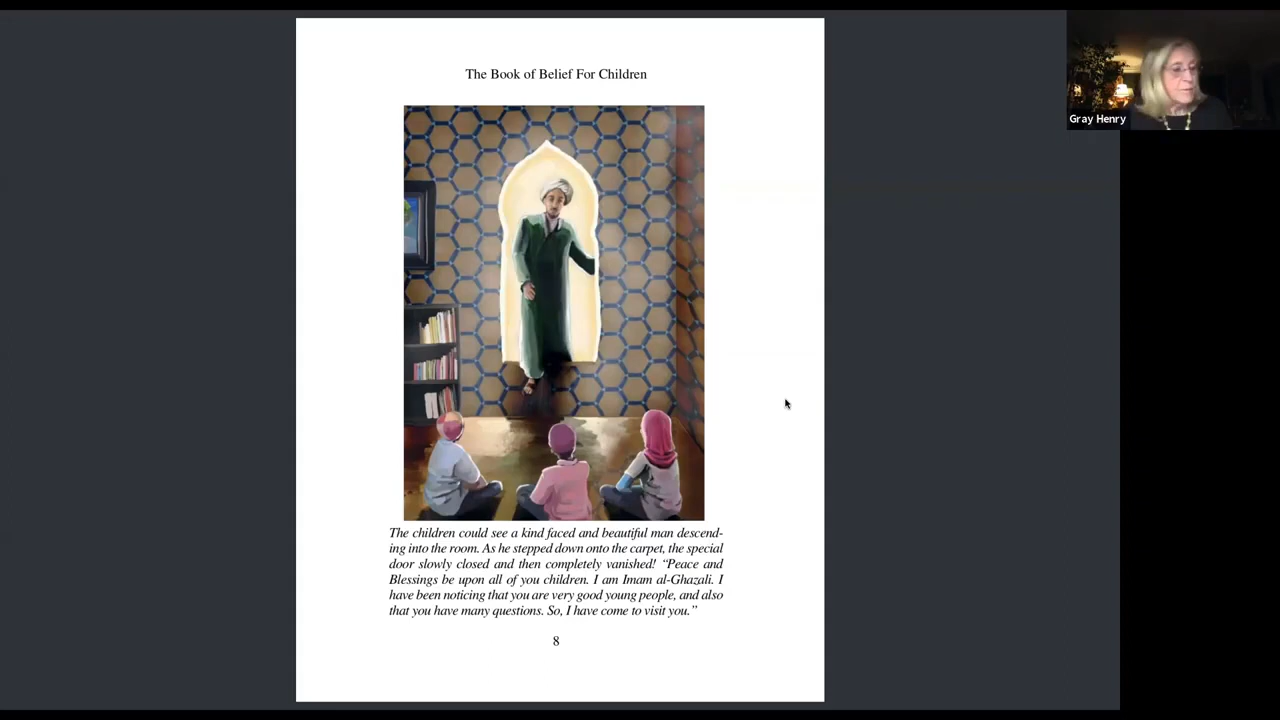 The Book of Belief For Children
Gray Henry
The children could see a kind faced and beautiful man descend-
ing into the room. As he stepped down onto the carpet, the special
door slowly closed and then completely vanished! “Peace and
Blessings be upon all of you children. I am Imam al-Ghazali. I
have been noticing that you are very good young people, and also
that you have many questions. So, I have come to visit you.”
8